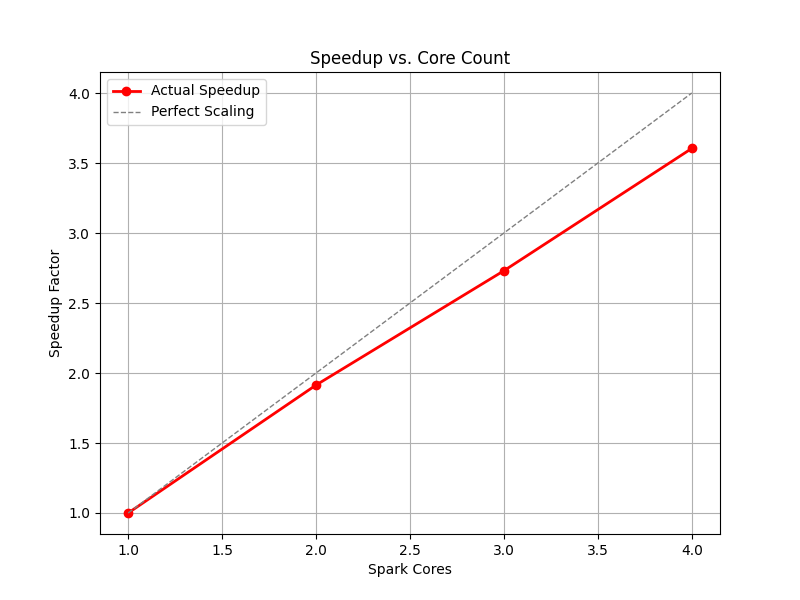 Speedup vs. Core Count
Actual Speedup
Perfect Scaling
4.0
3.5
3.0
2.5
2.0
1.5
1.0
Speedup Factor
1.0 1.5 2.0 2.5 3.0 3.5 4.0
Spark Cores